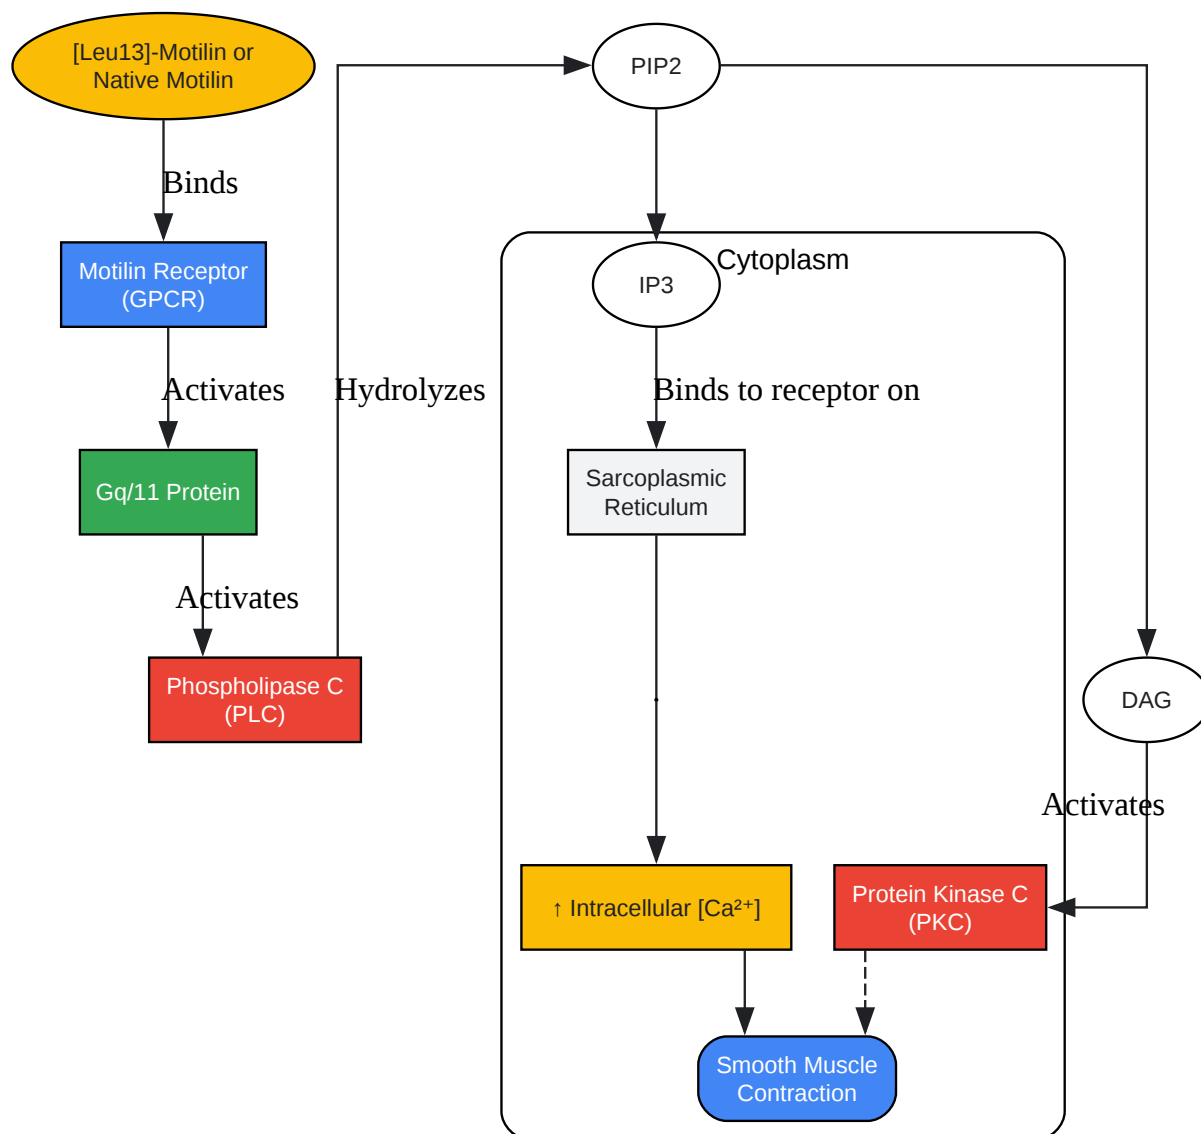 [Leu13]-Motilin or
Native Motilin
PIP2
Binds
Motilin Receptor
(GPCR)
Cytoplasm
IP3
Activates
Hydrolyzes
Binds to receptor on
Gq/11 Protein
Sarcoplasmic
Reticulum
Activates
Phospholipase C
(PLC)
DAG
Activates
↑ Intracellular [Ca²⁺]
Protein Kinase C
(PKC)
Smooth Muscle
Contraction